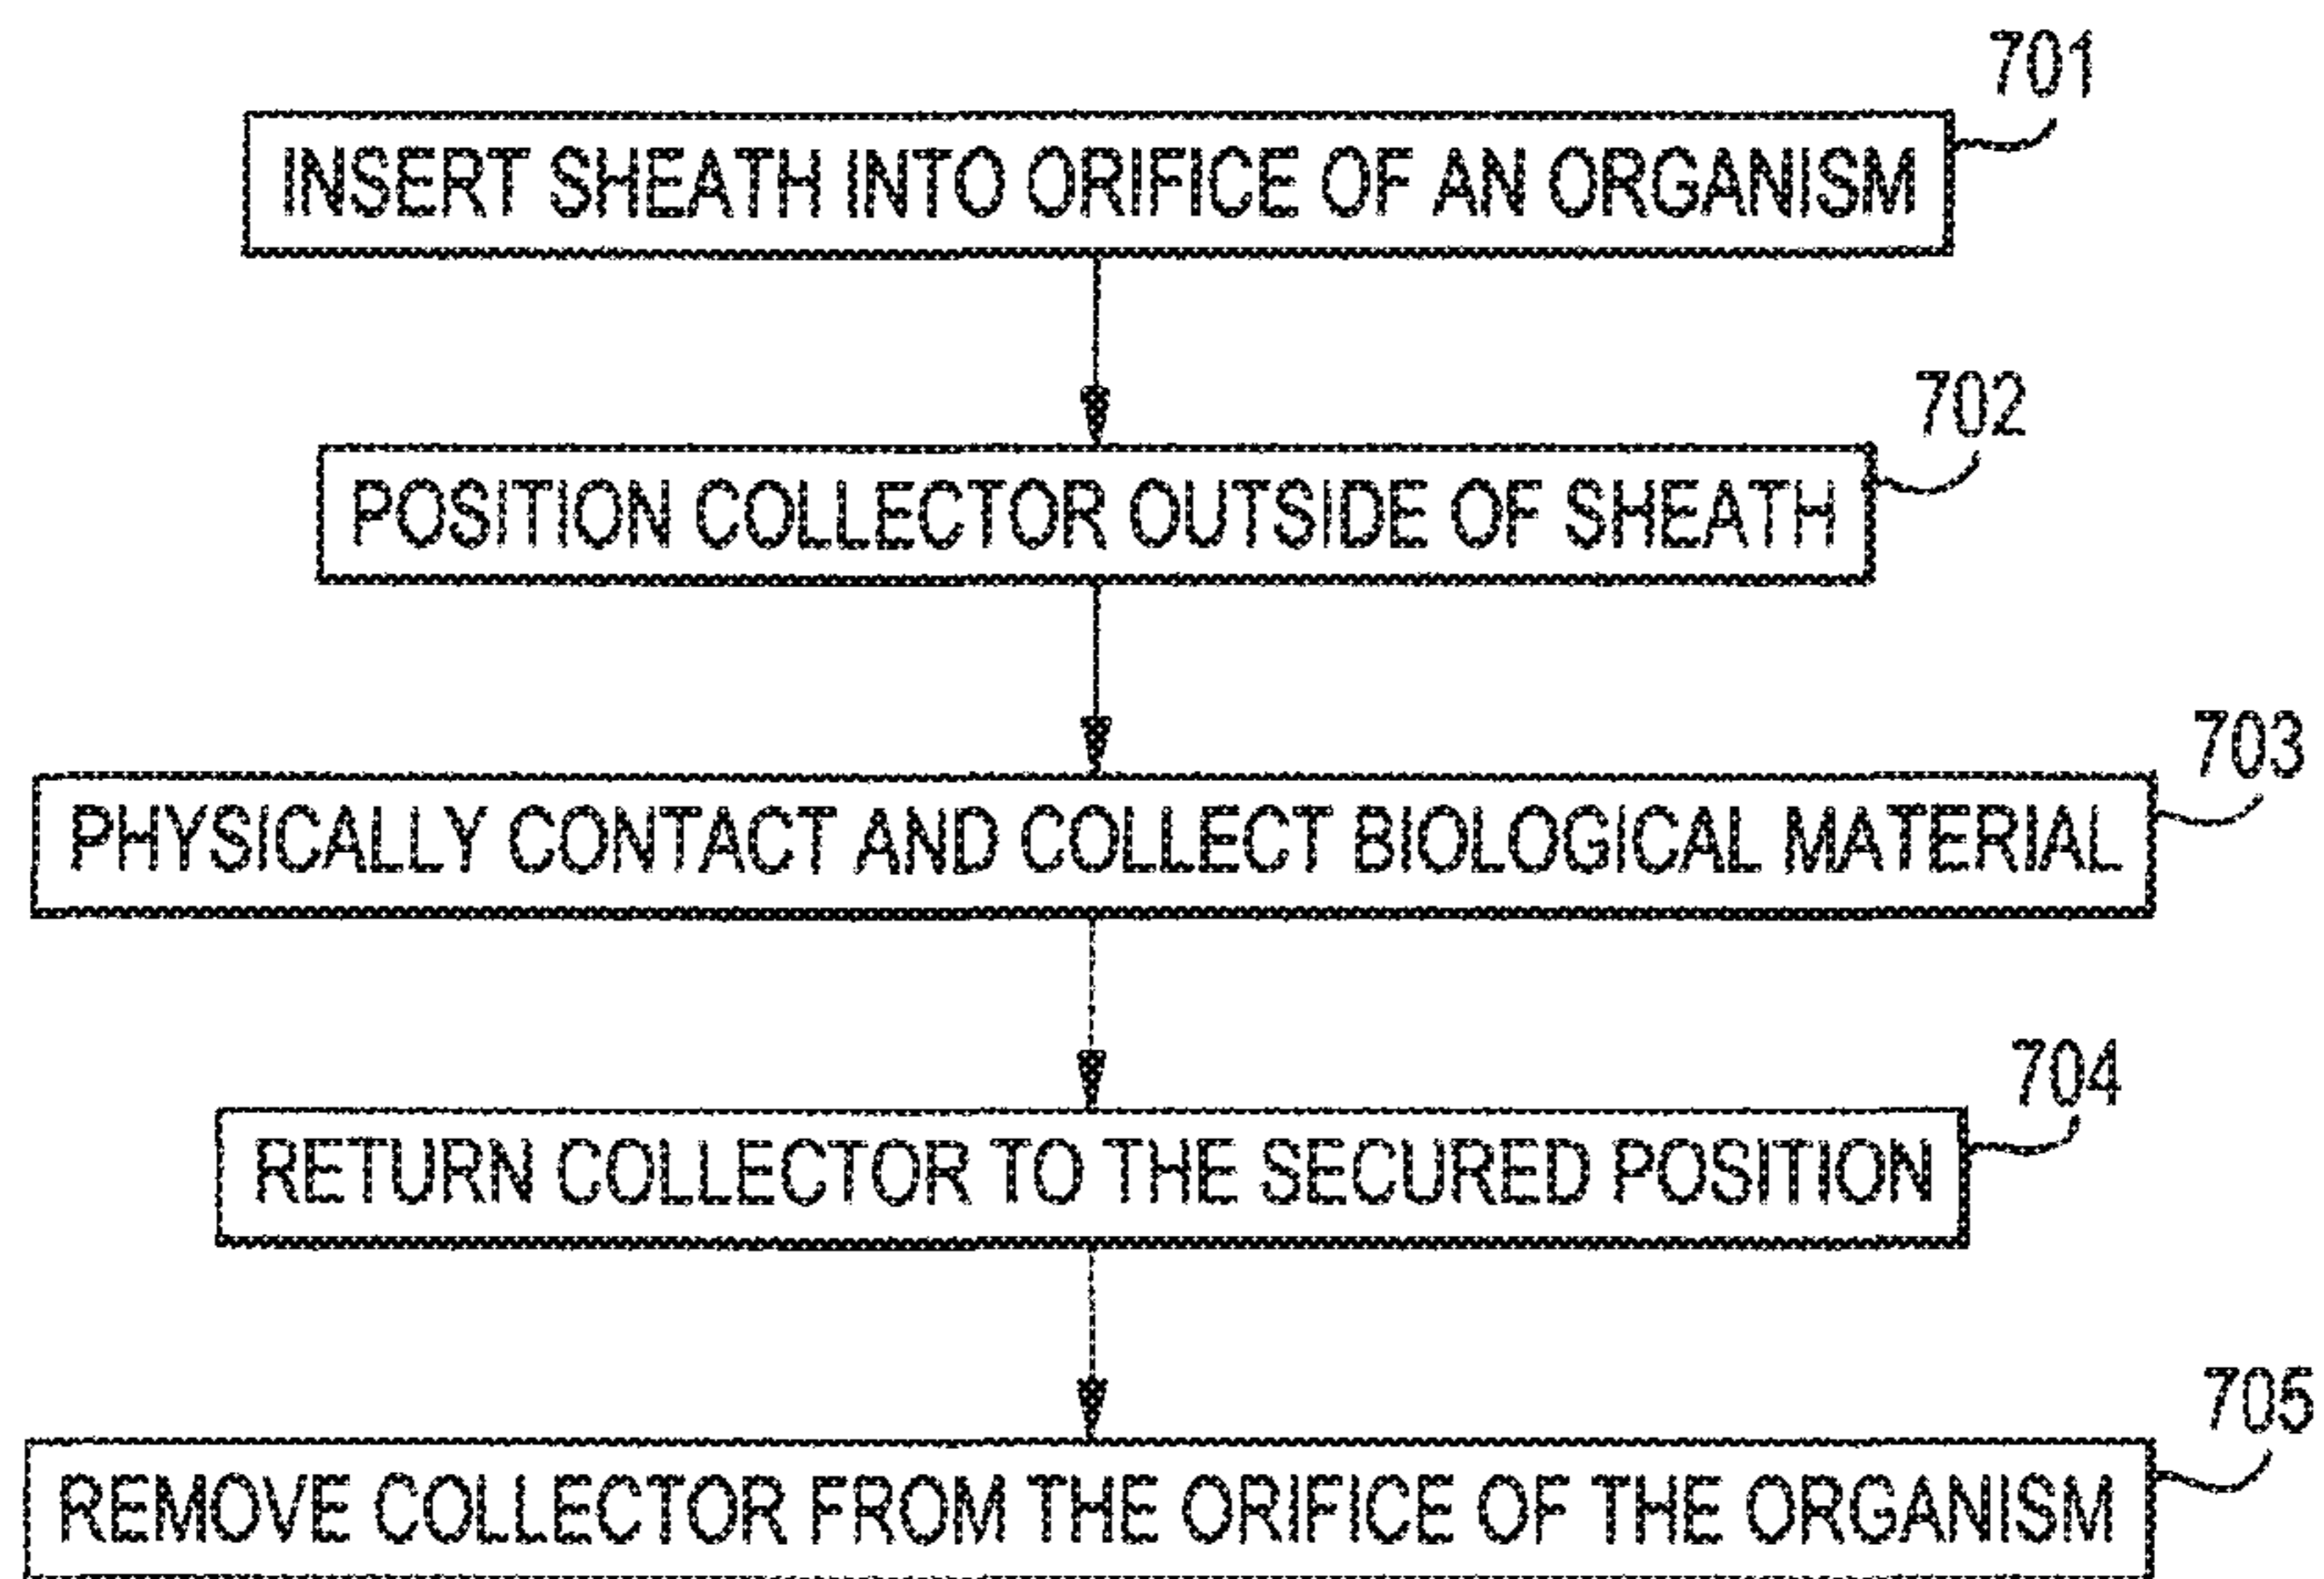 701
INSERT SHEATH INTO ORIFICE OF AN ORGANISM
702
POSITION COLLECTOR OUTSIDE OF SHEATH
703
PHYSICALLY CONTACT AND COLLECT BIOLOGICAL MATERIAL
704
RETURN COLLECTOR TO THE SECURED POSITION
705
REMOVE COLLECTOR FROM THE ORIFICE OF THE ORGANISM